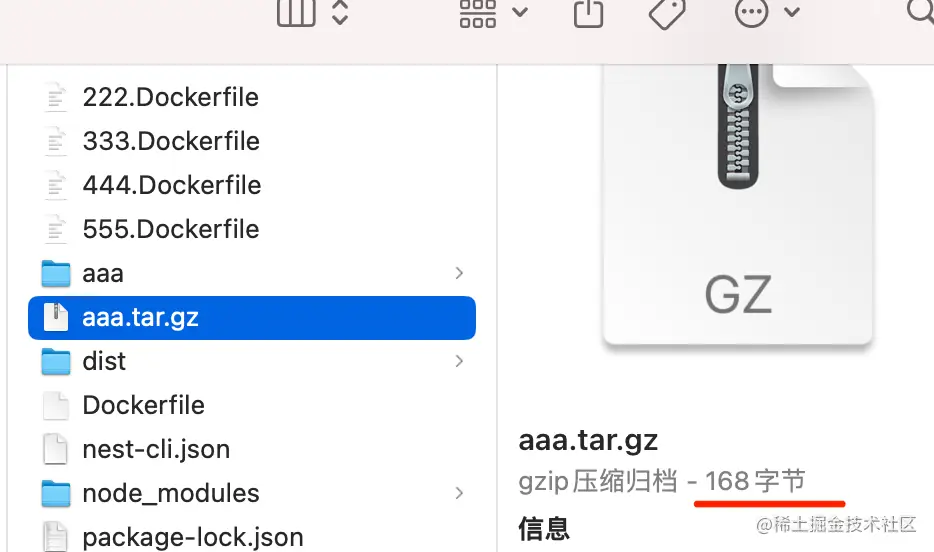 222.Dockerfile
333.Dockerfile
444.Dockerfile
555.Dockerfile
aaa
aaa.tar.gz
dist
Dockerfile
nest-cli.json
node_modules
package-lock.json
GZ
aaa.tar.gz
gzip压缩归档 - 168字节
信息
@稀土掘金技术社区